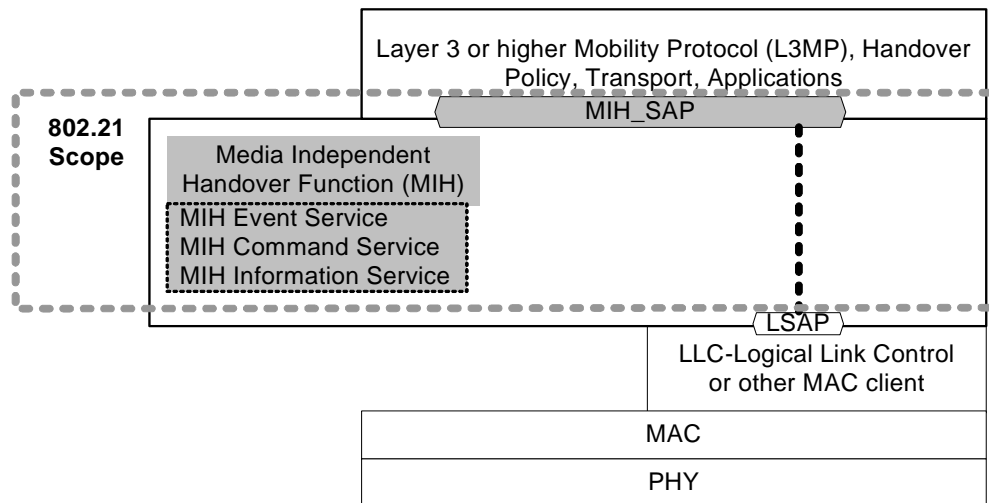 Layer 3 or higher Mobility Protocol (L3MP), Handover
Policy, Transport, Applications
MIH_SAP
802.21
Scope
Media Independent
Handover Function (MIH)
MIH Event Service
MIH Command Service
MIH Information Service
LSAP
LLC-Logical Link Control
or other MAC client
MAC
PHY